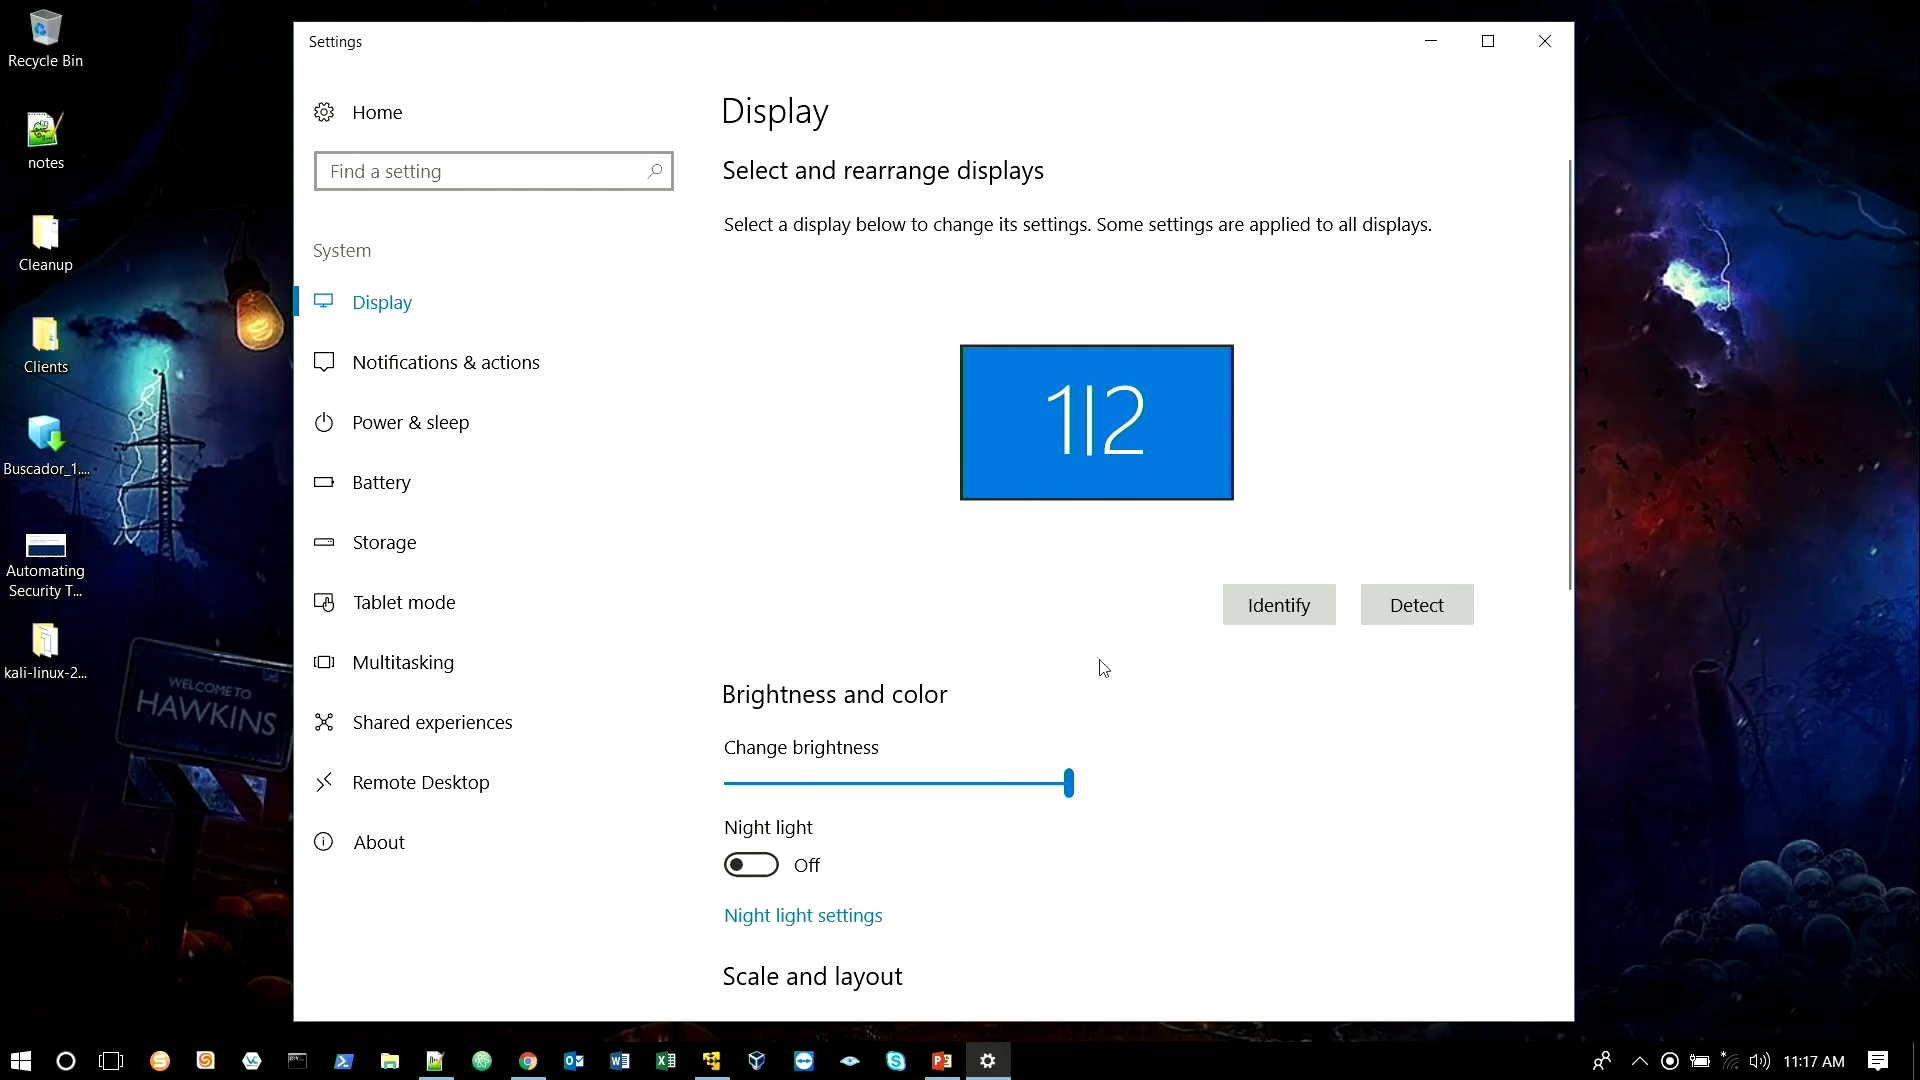 Recycle Bin
notes
Cleanup
Clients
Buscador_1....
Automating
Security T...
kali-linux-2...
WELCOME TO
HAWKINS
Settings
Home
Find a setting
System
Display
Notifications & actions
Power & sleep
Battery
Storage
Tablet mode
Multitasking
Shared experiences
Remote Desktop
About
Display
Select and rearrange displays
Select a display below to change its settings. Some settings are applied to all displays.
1|2
Identify
Detect
Brightness and color
Change brightness
Night light
Off
Night light settings
Scale and layout
11:17 AM